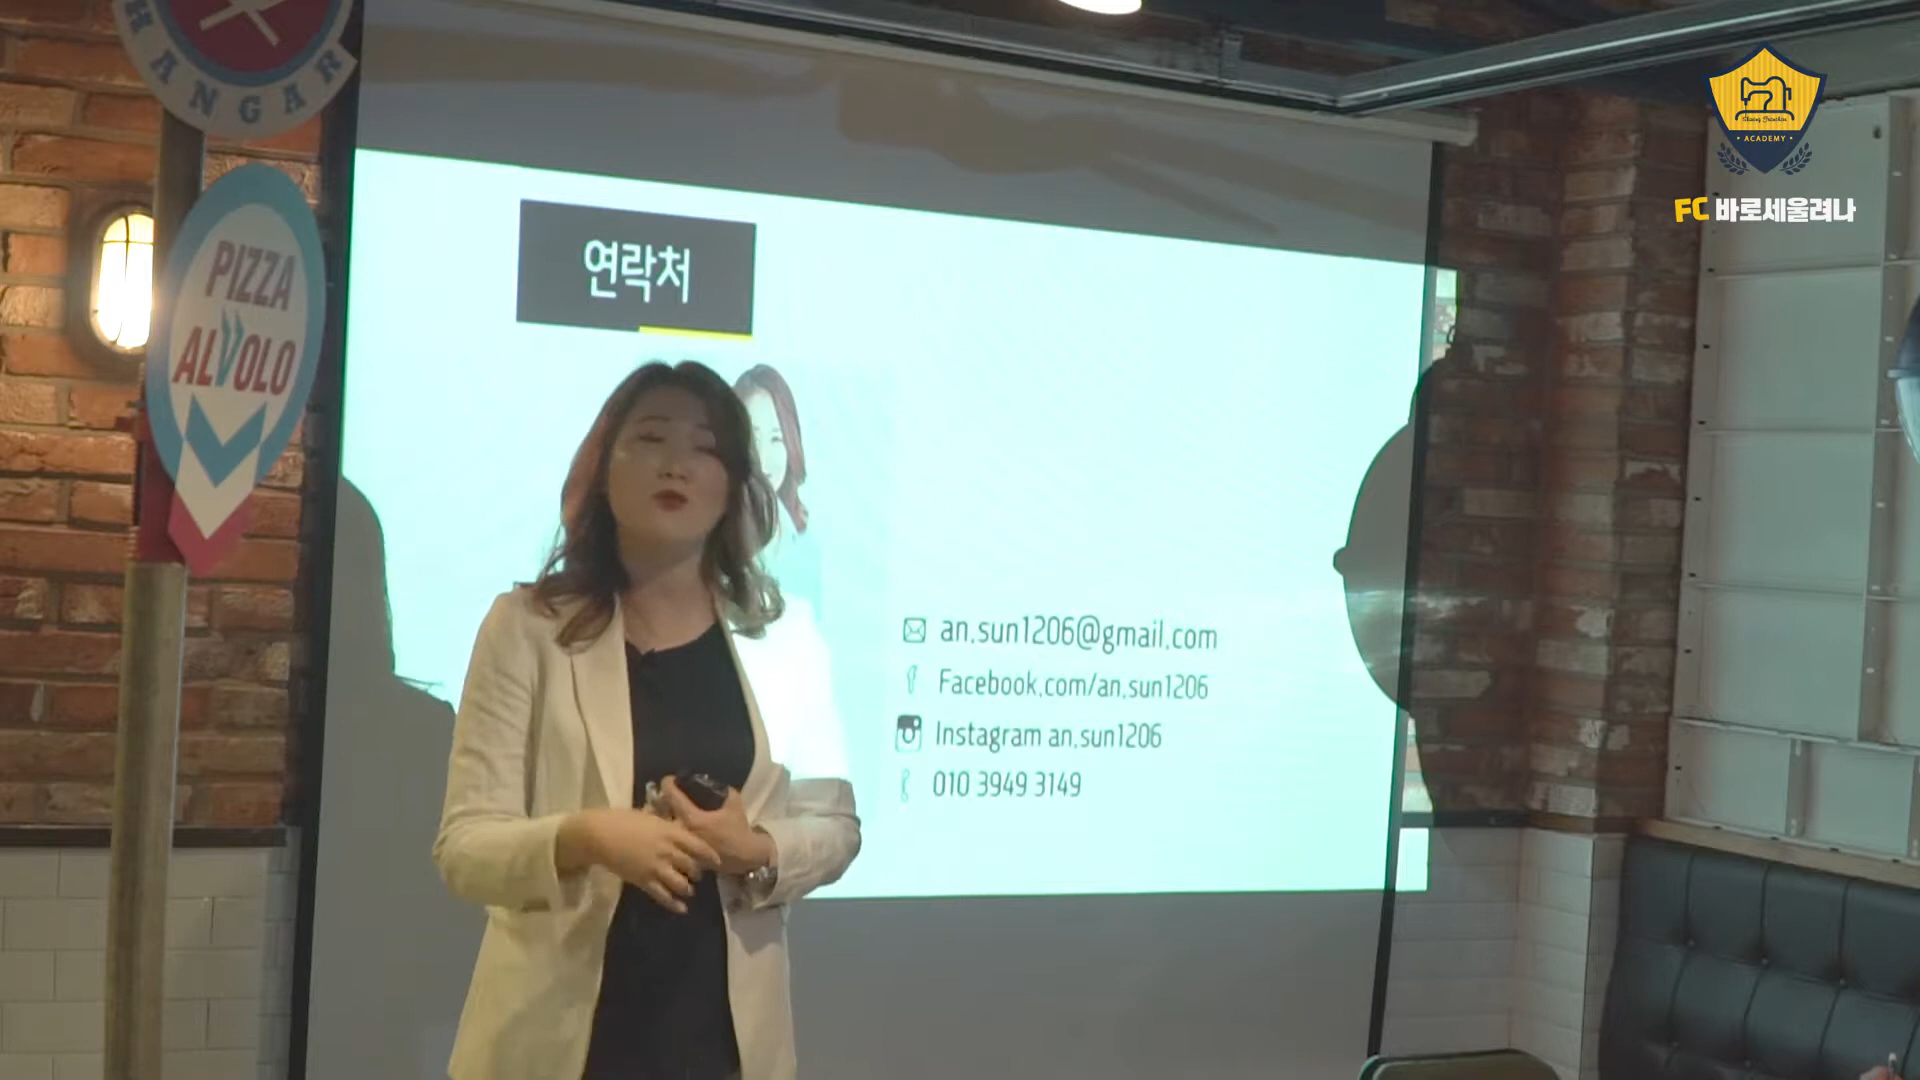 HANGAR
PIZZA
ALVOLO
연락처
an.sun1206@gmail.com
Facebook.com/an.sun1206
Instagram an.sun1206
010 3949 3149
ACADEMY
FC 바로세울려나